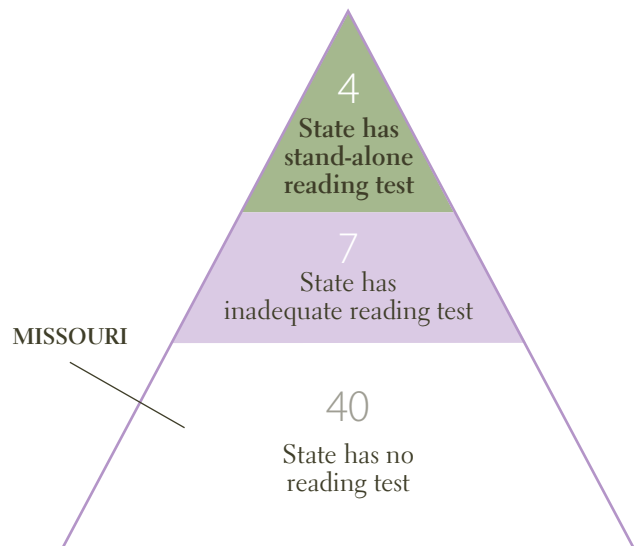 4
State has
stand-alone
reading test
7
State has
inadequate reading test
MISSOURI
40
State has no
reading test